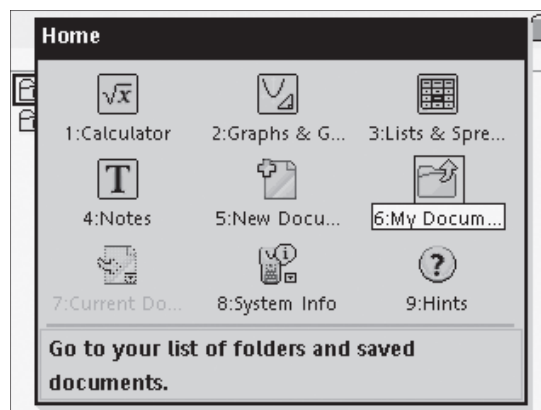 Home
√x
1:Calculator 2:Graphs & G... 3:Lists & Spre...
T
4:Notes 5:New Docu... 6:My Docum...
7:Current Do... 8:System Info 9:Hints
Go to your list of folders and saved
documents.